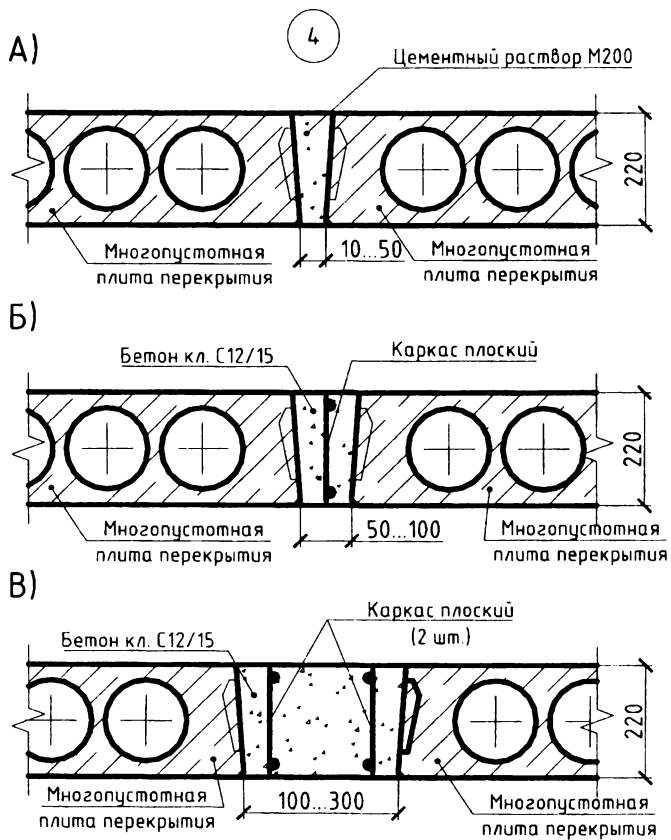 4
А)
Цементный раствор М200
220
Многопустотная
плита перекрытия
10...50
Многопустотная
плита перекрытия
Б)
Бетон кл. С12/15
Каркас плоский
220
Многопустотная
плита перекрытия
50...100
Многопустотная
плита перекрытия
В)
Каркас плоский
(2 шт.)
Бетон кл. С12/15
220
Многопустотная
плита перекрытия
100...300
Многопустотная
плита перекрытия